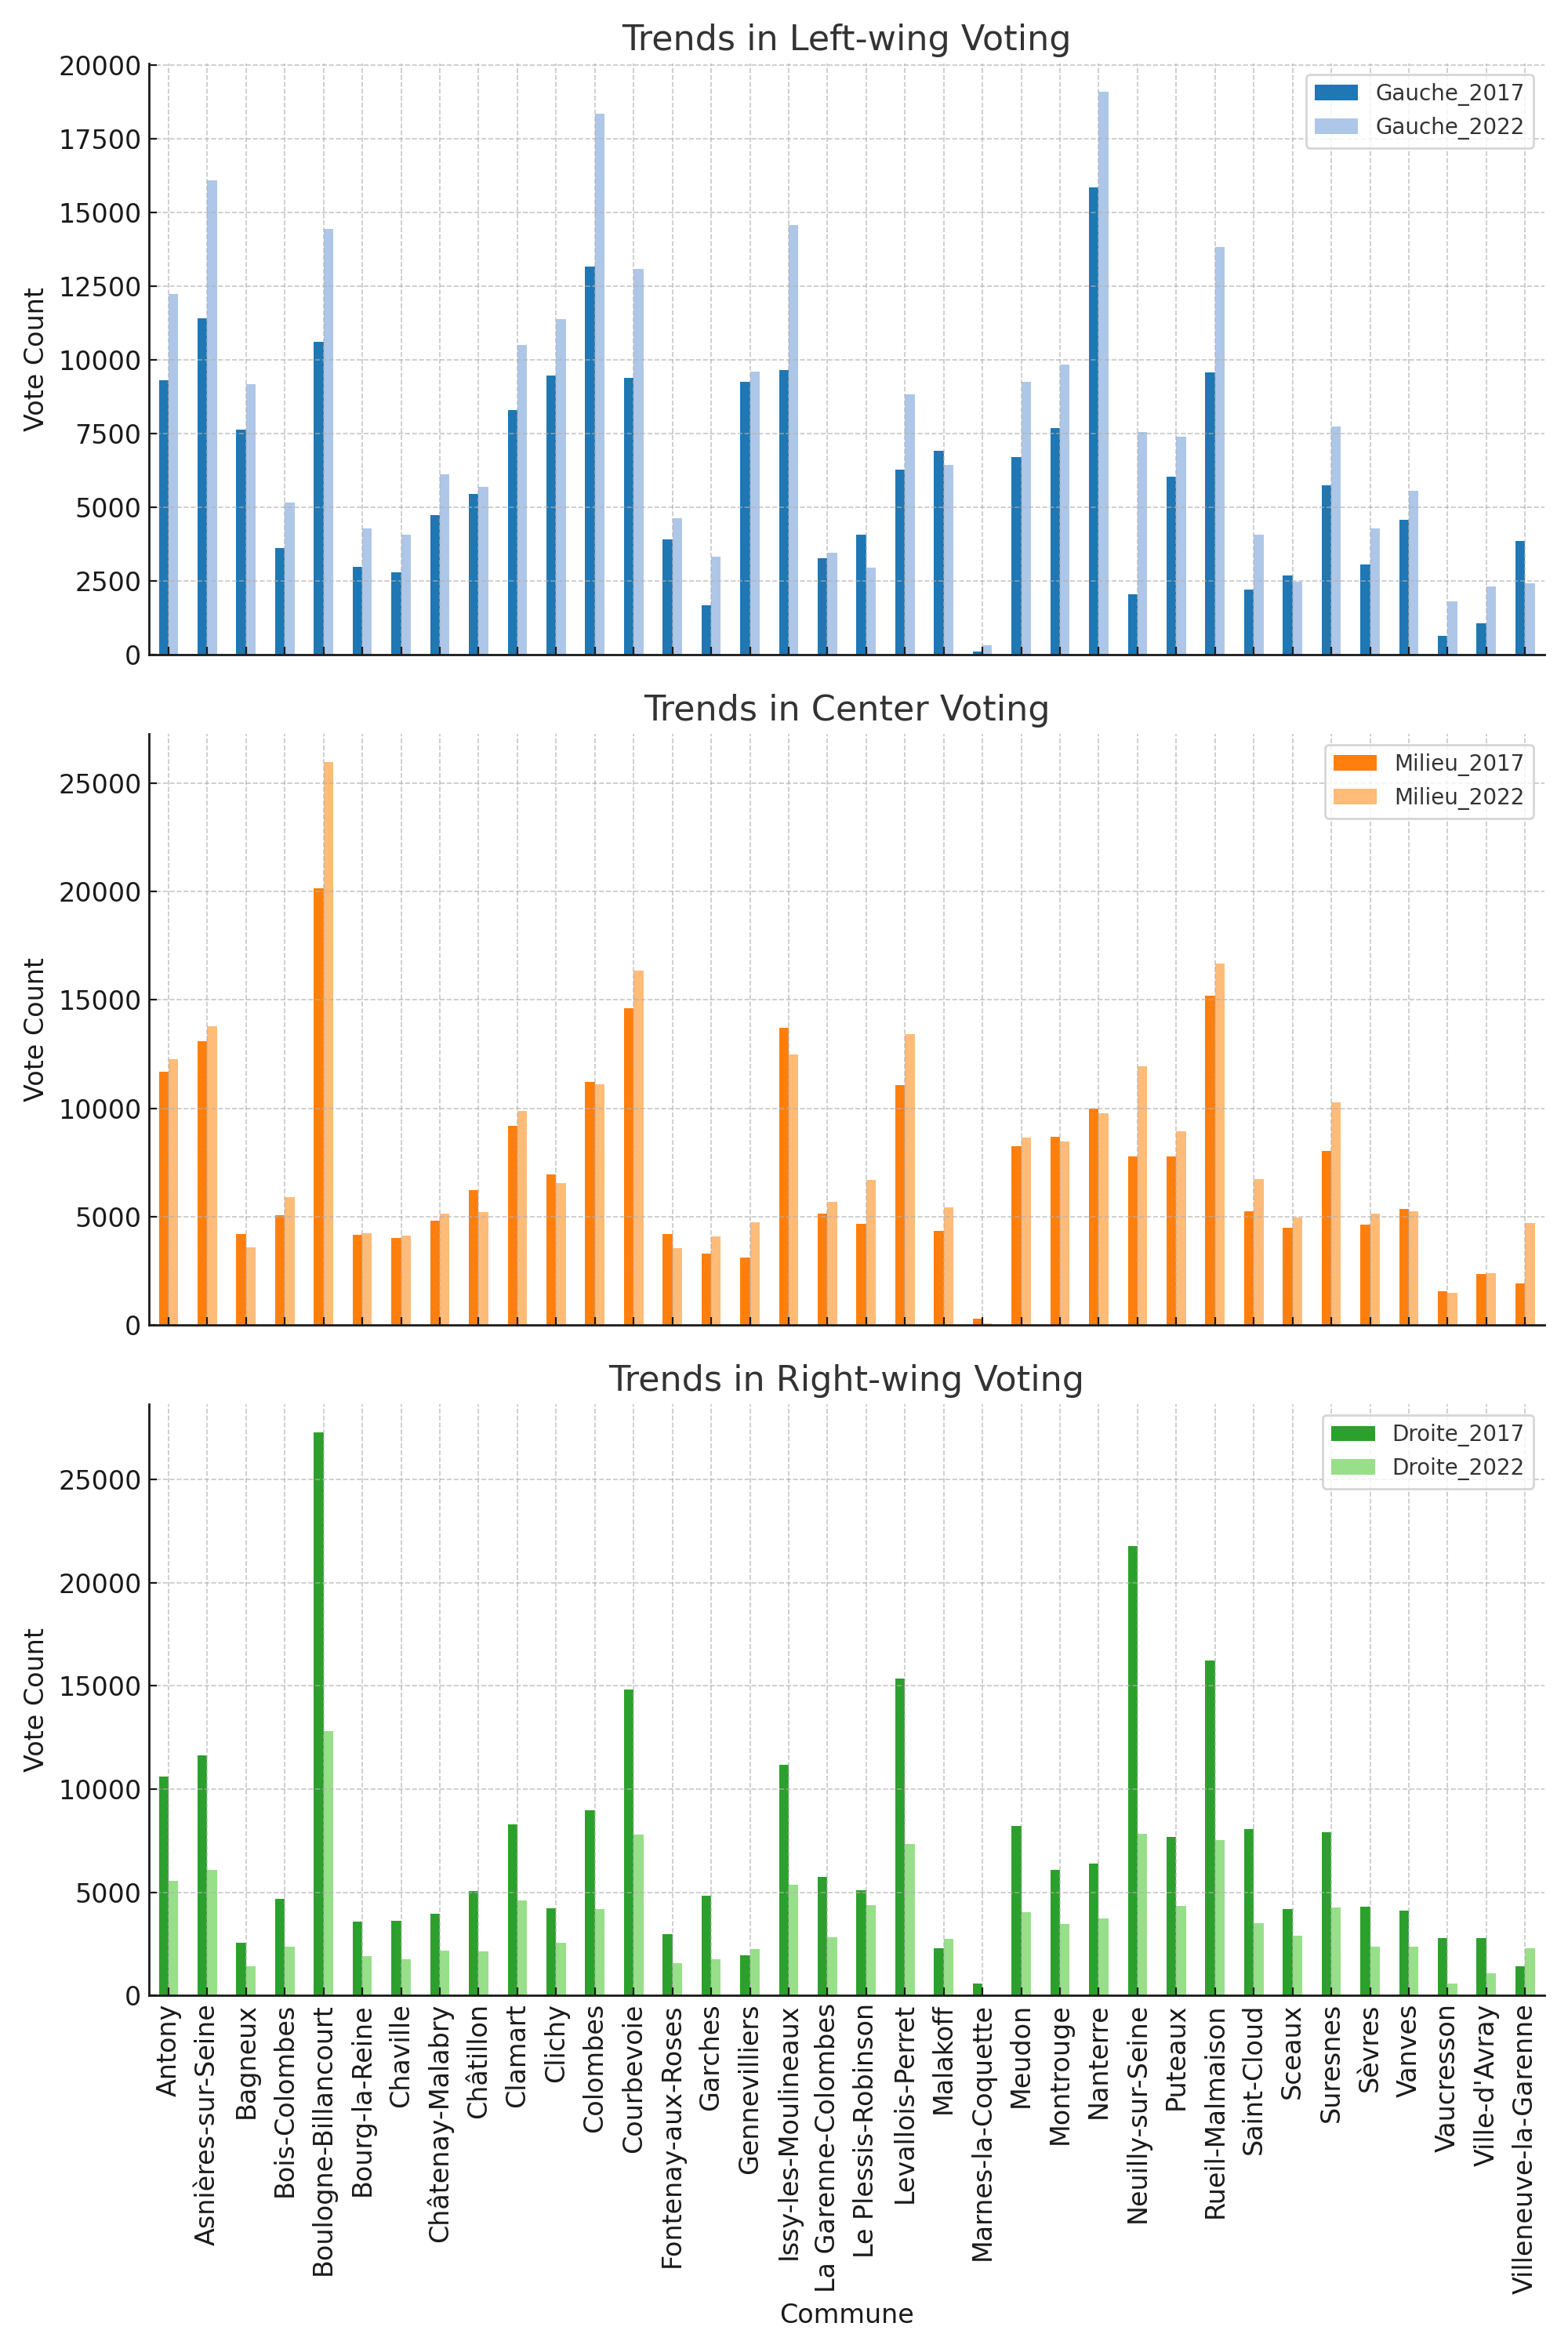 Trends in Left-wing Voting
Vote Count
20000
17500
15000
12500
10000
7500
5000
2500
0
Gauche_2017
Gauche_2022
Trends in Center Voting
Vote Count
25000
20000
15000
10000
5000
0
Milieu_2017
Milieu_2022
Trends in Right-wing Voting
Vote Count
25000
20000
15000
10000
5000
0
Droite_2017
Droite_2022
Antony
Asnières-sur-Seine
Bagneux
Bois-Colombes
Boulogne-Billancourt
Bourg-la-Reine
Chaville
Châtenay-Malabry
Châtillon
Clamart
Clichy
Colombes
Courbevoie
Fontenay-aux-Roses
Garches
Gennevilliers
Issy-les-Moulineaux
La Garenne-Colombes
Le Plessis-Robinson
Levallois-Perret
Malakoff
Marnes-la-Coquette
Meudon
Montrouge
Nanterre
Neuilly-sur-Seine
Puteaux
Rueil-Malmaison
Saint-Cloud
Sceaux
Suresnes
Sèvres
Vanves
Vaucresson
Ville-d'Avray
Villeneuve-la-Garenne
Commune